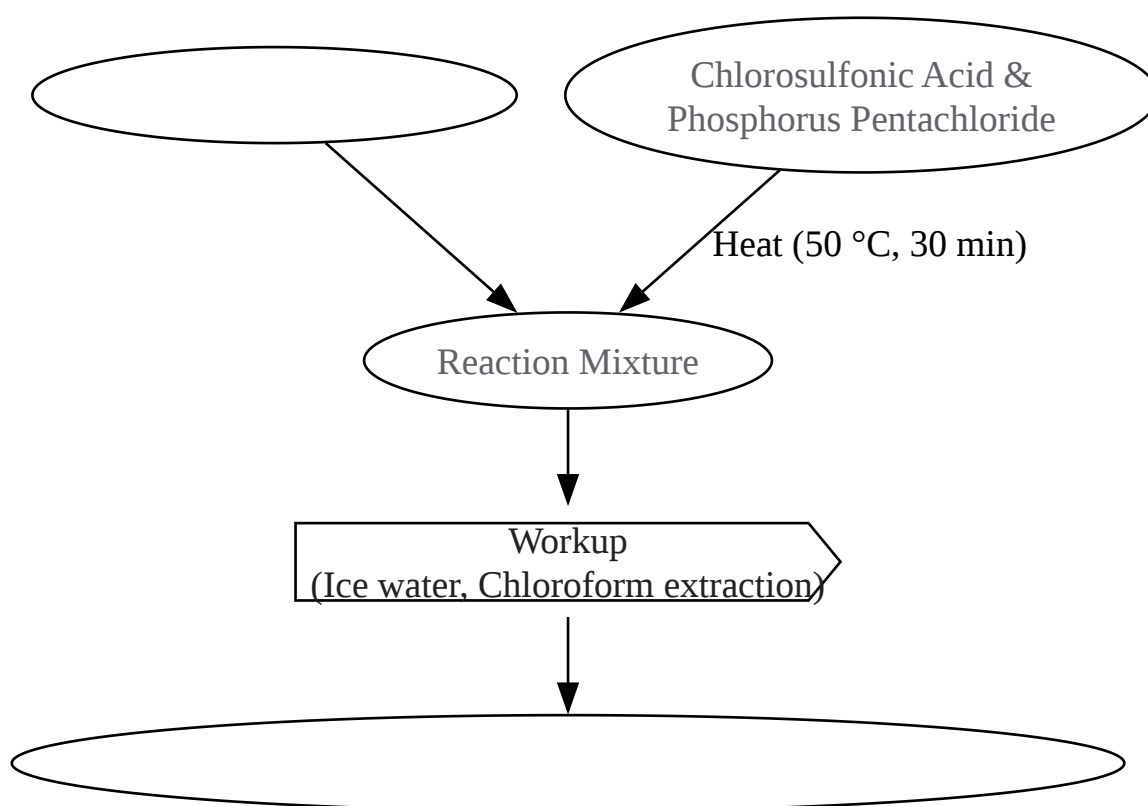 Chlorosulfonic Acid &
Phosphorus Pentachloride
Heat (50 °C, 30 min)
Reaction Mixture
Workup
(Ice water, Chloroform extraction)